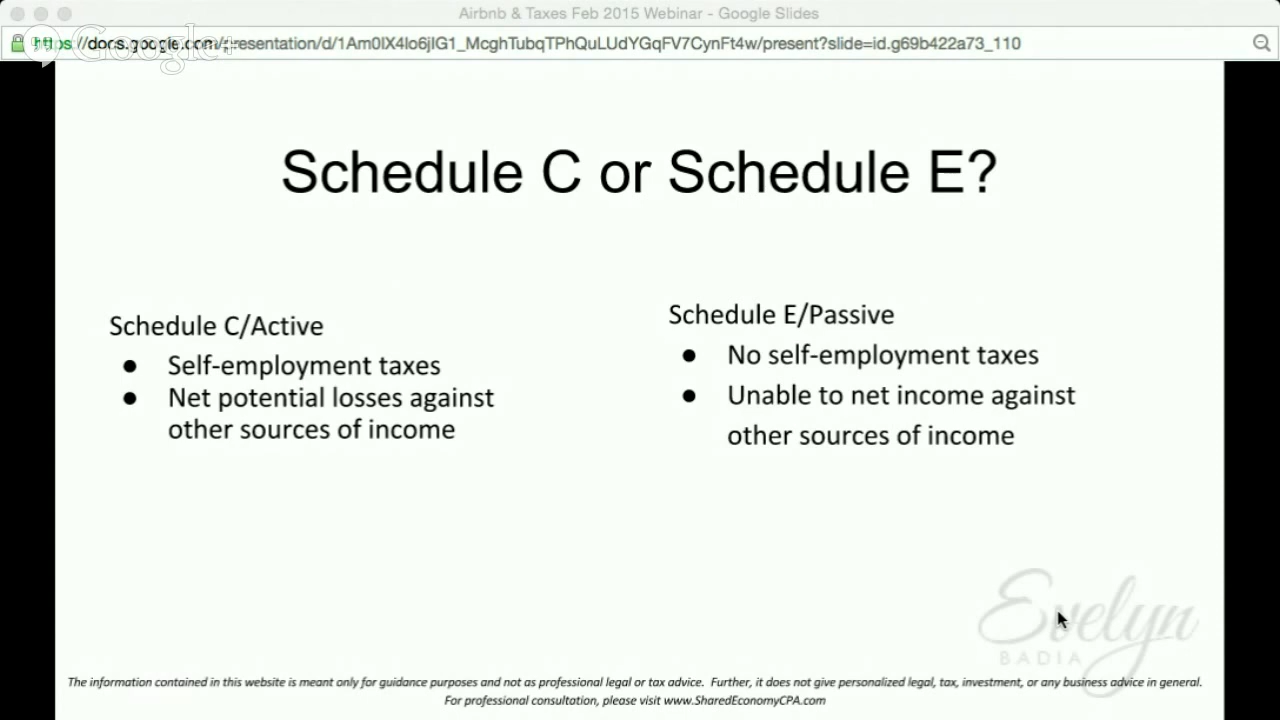 Airbnb & Taxes Feb 2015 Webinar - Google Slides
https://docs.google.com/presentation/d/1Am0lX4lo6jIG1_McghTubqTPhQuLUdYGqFV7CynFt4w/present?slide=id.g69b422a73_110
Google+
Schedule C or Schedule E?
Schedule C/Active
● Self-employment taxes
● Net potential losses against
other sources of income
Schedule E/Passive
● No self-employment taxes
● Unable to net income against
other sources of income
Evelyn
BADIA
The information contained in this website is meant only for guidance purposes and not as professional legal or tax advice. Further, it does not give personalized legal, tax, investment, or any business advice in general.
For professional consultation, please visit www.SharedEconomyCPA.com